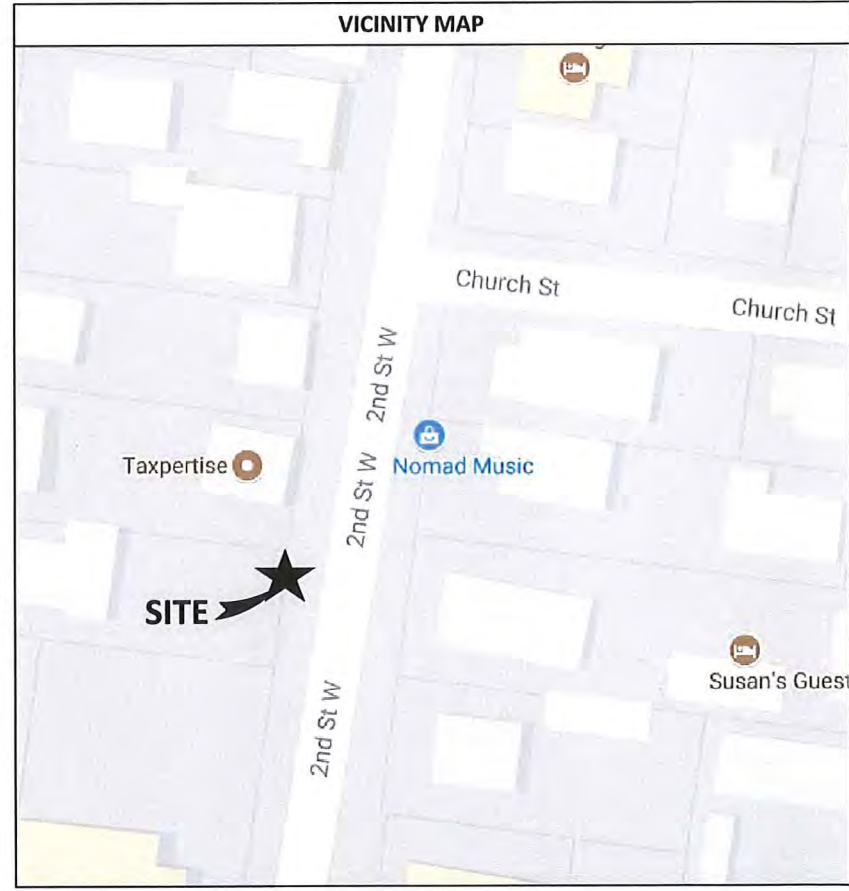 VICINITY MAP
Church St
Church St
2nd St W
Taxpertise
Nomad Music
2nd St W
SITE
Susan's Guest
2nd St W